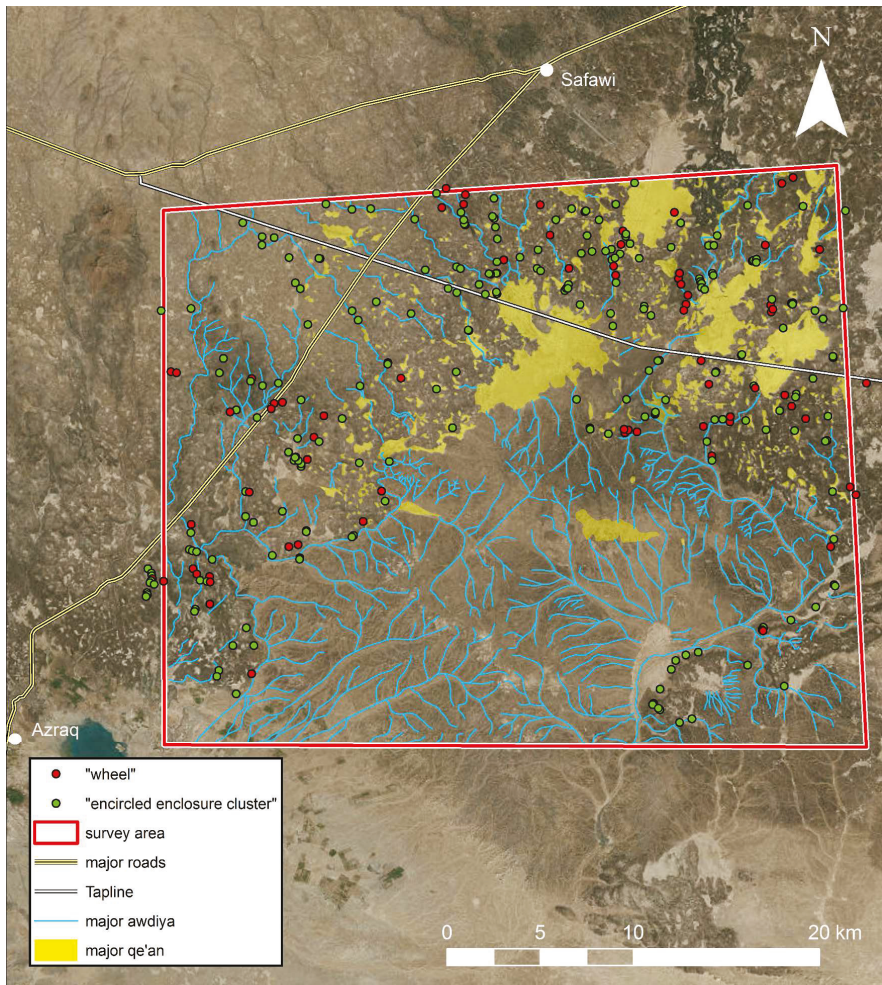 N
Safawi
Azraq
"wheel"
"encircled enclosure cluster"
survey area
major roads
Tapline
major awdiya
major qe'an
0 5 10 20 km